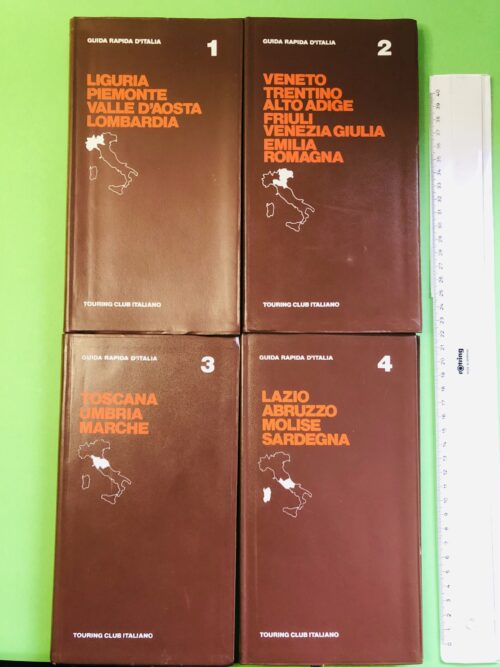 GUIDA RAPIDA D'ITALIA
1
LIGURIA
PIEMONTE
VALLE D'AOSTA
LOMBARDIA
TOURING CLUB ITALIANO
GUIDA RAPIDA D'ITALIA
2
VENETO
TRENTINO
ALTO ADIGE
FRIULI
VENEZIA GIULIA
EMILIA
ROMAGNA
TOURING CLUB ITALIANO
GUIDA RAPIDA D'ITALIA
3
TOSCANA
UMBRIA
MARCHE
TOURING CLUB ITALIANO
GUIDA RAPIDA D'ITALIA
4
LAZIO
ABRUZZO
MOLISE
SARDEGNA
TOURING CLUB ITALIANO
rotring